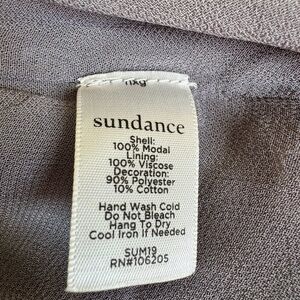 sundance
Shell:
100% Modal
Lining:
100% Viscose
Decoration:
90% Polyester
10% Cotton
Hand Wash Cold
Do Not Bleach
Hang To Dry
Cool Iron If Needed
SUM19
RN#106205